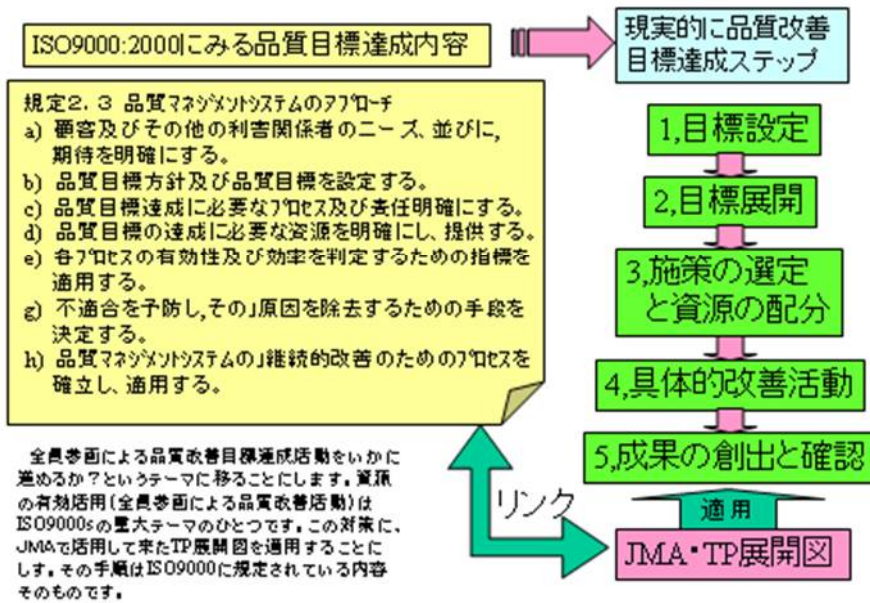 ISO9000:2000にみる品質目標達成内容
現実的に品質改善
目標達成ステップ
規定2.3 品質マネジメントシステムのアプローチ
a) 顧客及びその他の利害関係者のニーズ、並びに,
期待を明確にする。
b) 品質目標方針及び品質目標を設定する。
c) 品質目標達成に必要なプロセス及び責任明確にする。
d) 品質目標の達成に必要な資源を明確にし、提供する。
e) 各プロセスの有効性及び効率を判定するための指標を
適用する。
g) 不適合を予防し,その」原因を除去するための手段を
決定する。
h) 品質マネジメントシステムの」継続的改善のためのプロセスを
確立し、適用する。
1,目標設定
2,目標展開
3,施策の選定
と資源の配分
4,具体的改善活動
5,成果の創出と確認
適用
JMA・TP展開図
リンク
全員参画による品質改善目標達成活動をいかに
進めるか?というテーマに移ることにします。資源
の有効活用(全員参画による品質改善活動)は
ISO9000sの重大テーマのひとつです。この対策に、
JMAで活用して来たTP展開図を適用することに
しす。その手順はISO9000に規定されている内容
そのものです。